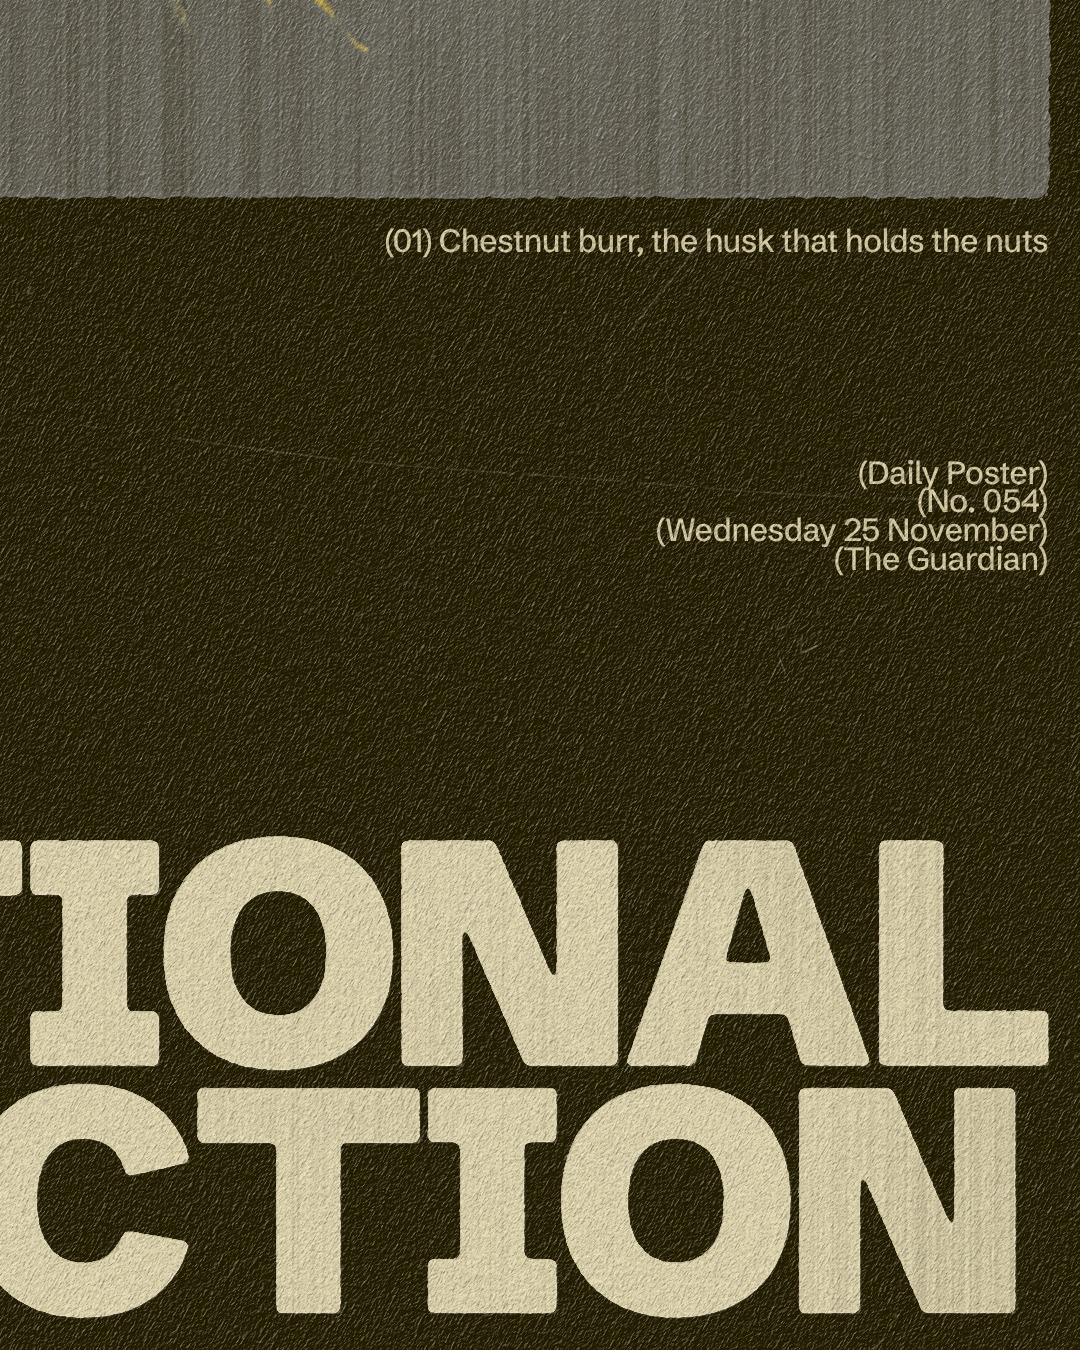 (01) Chestnut burr, the husk that holds the nuts
(Daily Poster)
(No. 054)
(Wednesday 25 November)
(The Guardian)
TIONAL
CTION